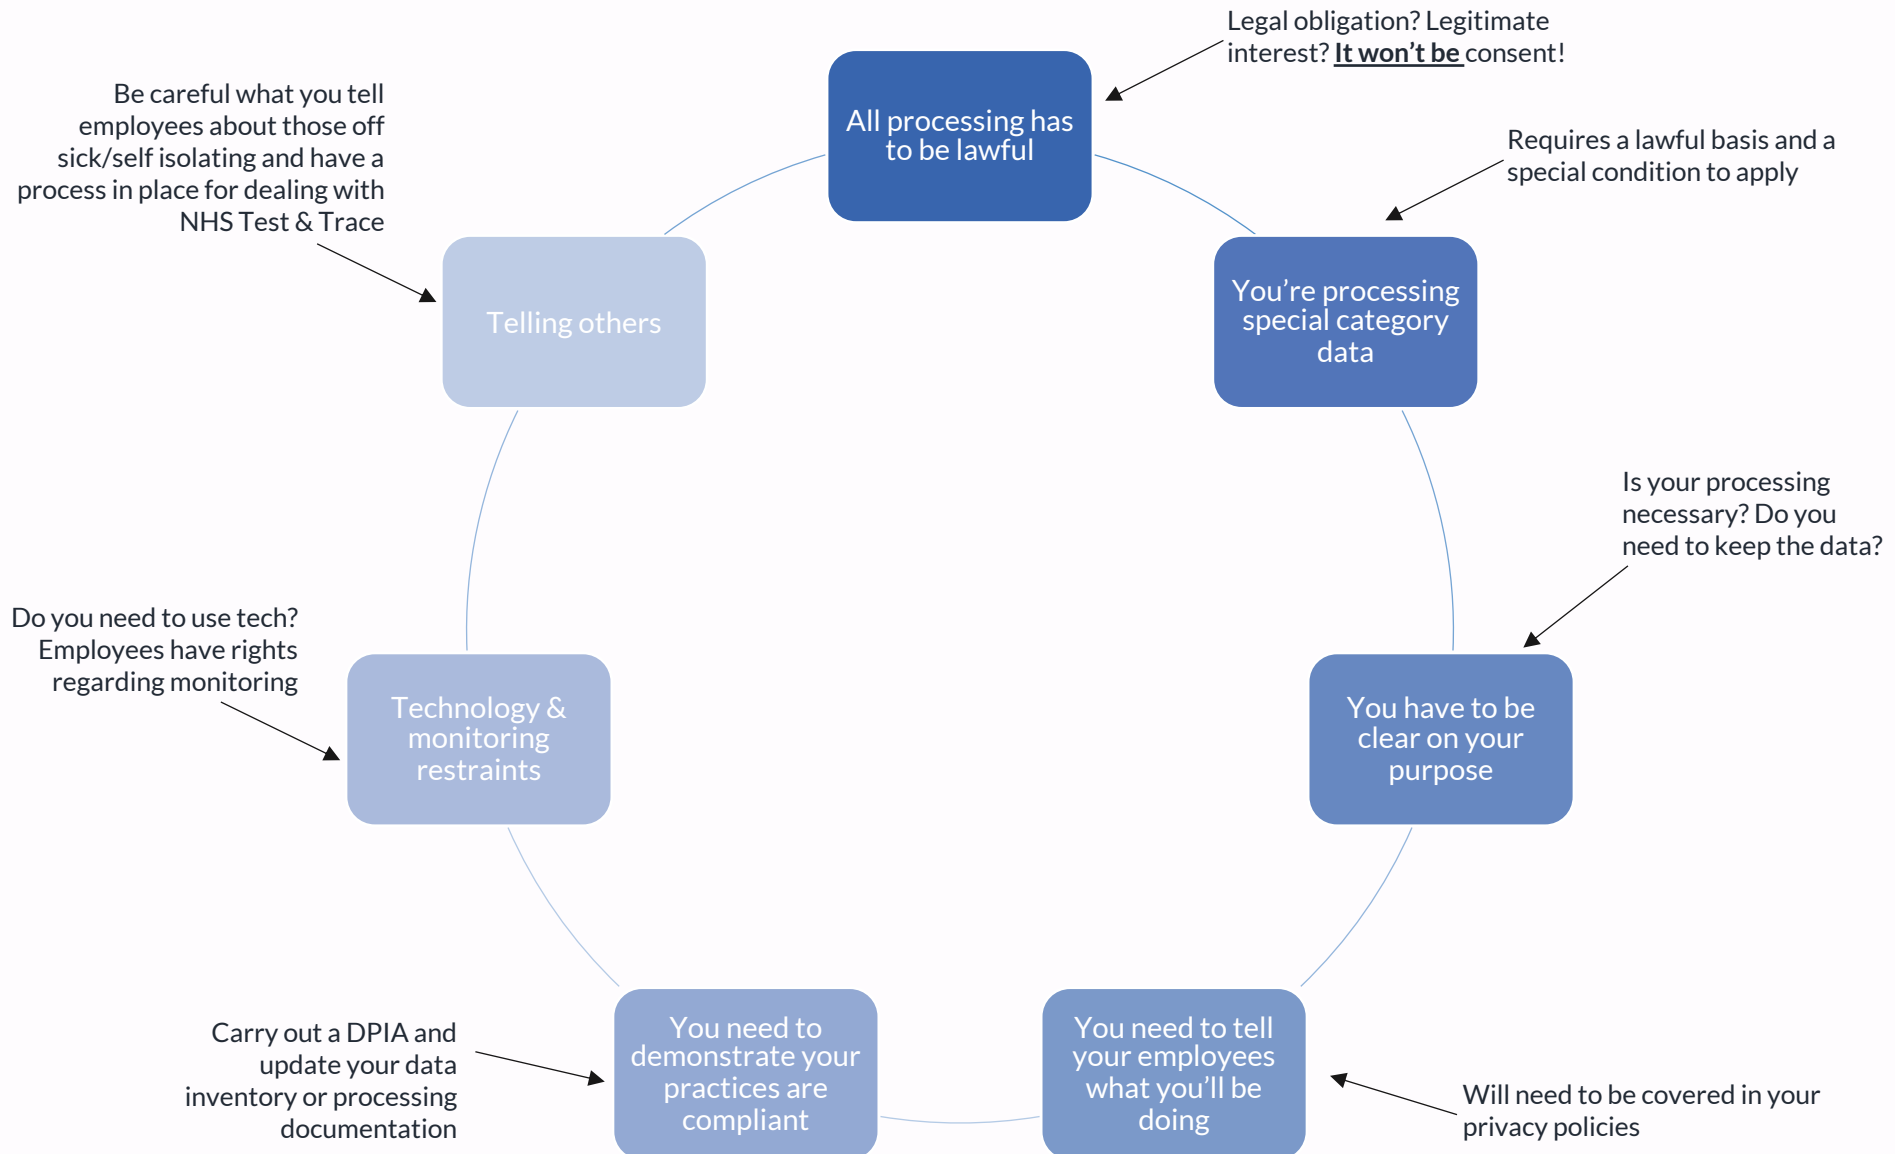 Legal obligation? Legitimate
interest? It won’t be consent!
All processing has
to be lawful
Requires a lawful basis and a
special condition to apply
You’re processing
special category
data
Is your processing
necessary? Do you
need to keep the data?
You have to be
clear on your
purpose
Will need to be covered in your
privacy policies
You need to tell
your employees
what you’ll be
doing
Carry out a DPIA and
update your data
inventory or processing
documentation
You need to
demonstrate your
practices are
compliant
Do you need to use tech?
Employees have rights
regarding monitoring
Technology &
monitoring
restraints
Be careful what you tell
employees about those off
sick/self isolating and have a
process in place for dealing with
NHS Test & Trace
Telling others